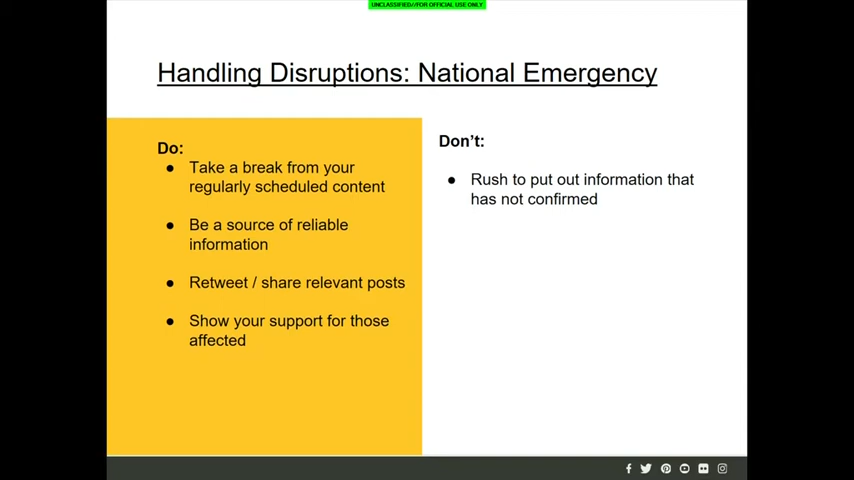 UNCLASSIFIED//FOR OFFICIAL USE ONLY
Handling Disruptions: National Emergency
Do:
● Take a break from your
regularly scheduled content
● Be a source of reliable
information
● Retweet / share relevant posts
● Show your support for those
affected
Don't:
● Rush to put out information that
has not confirmed